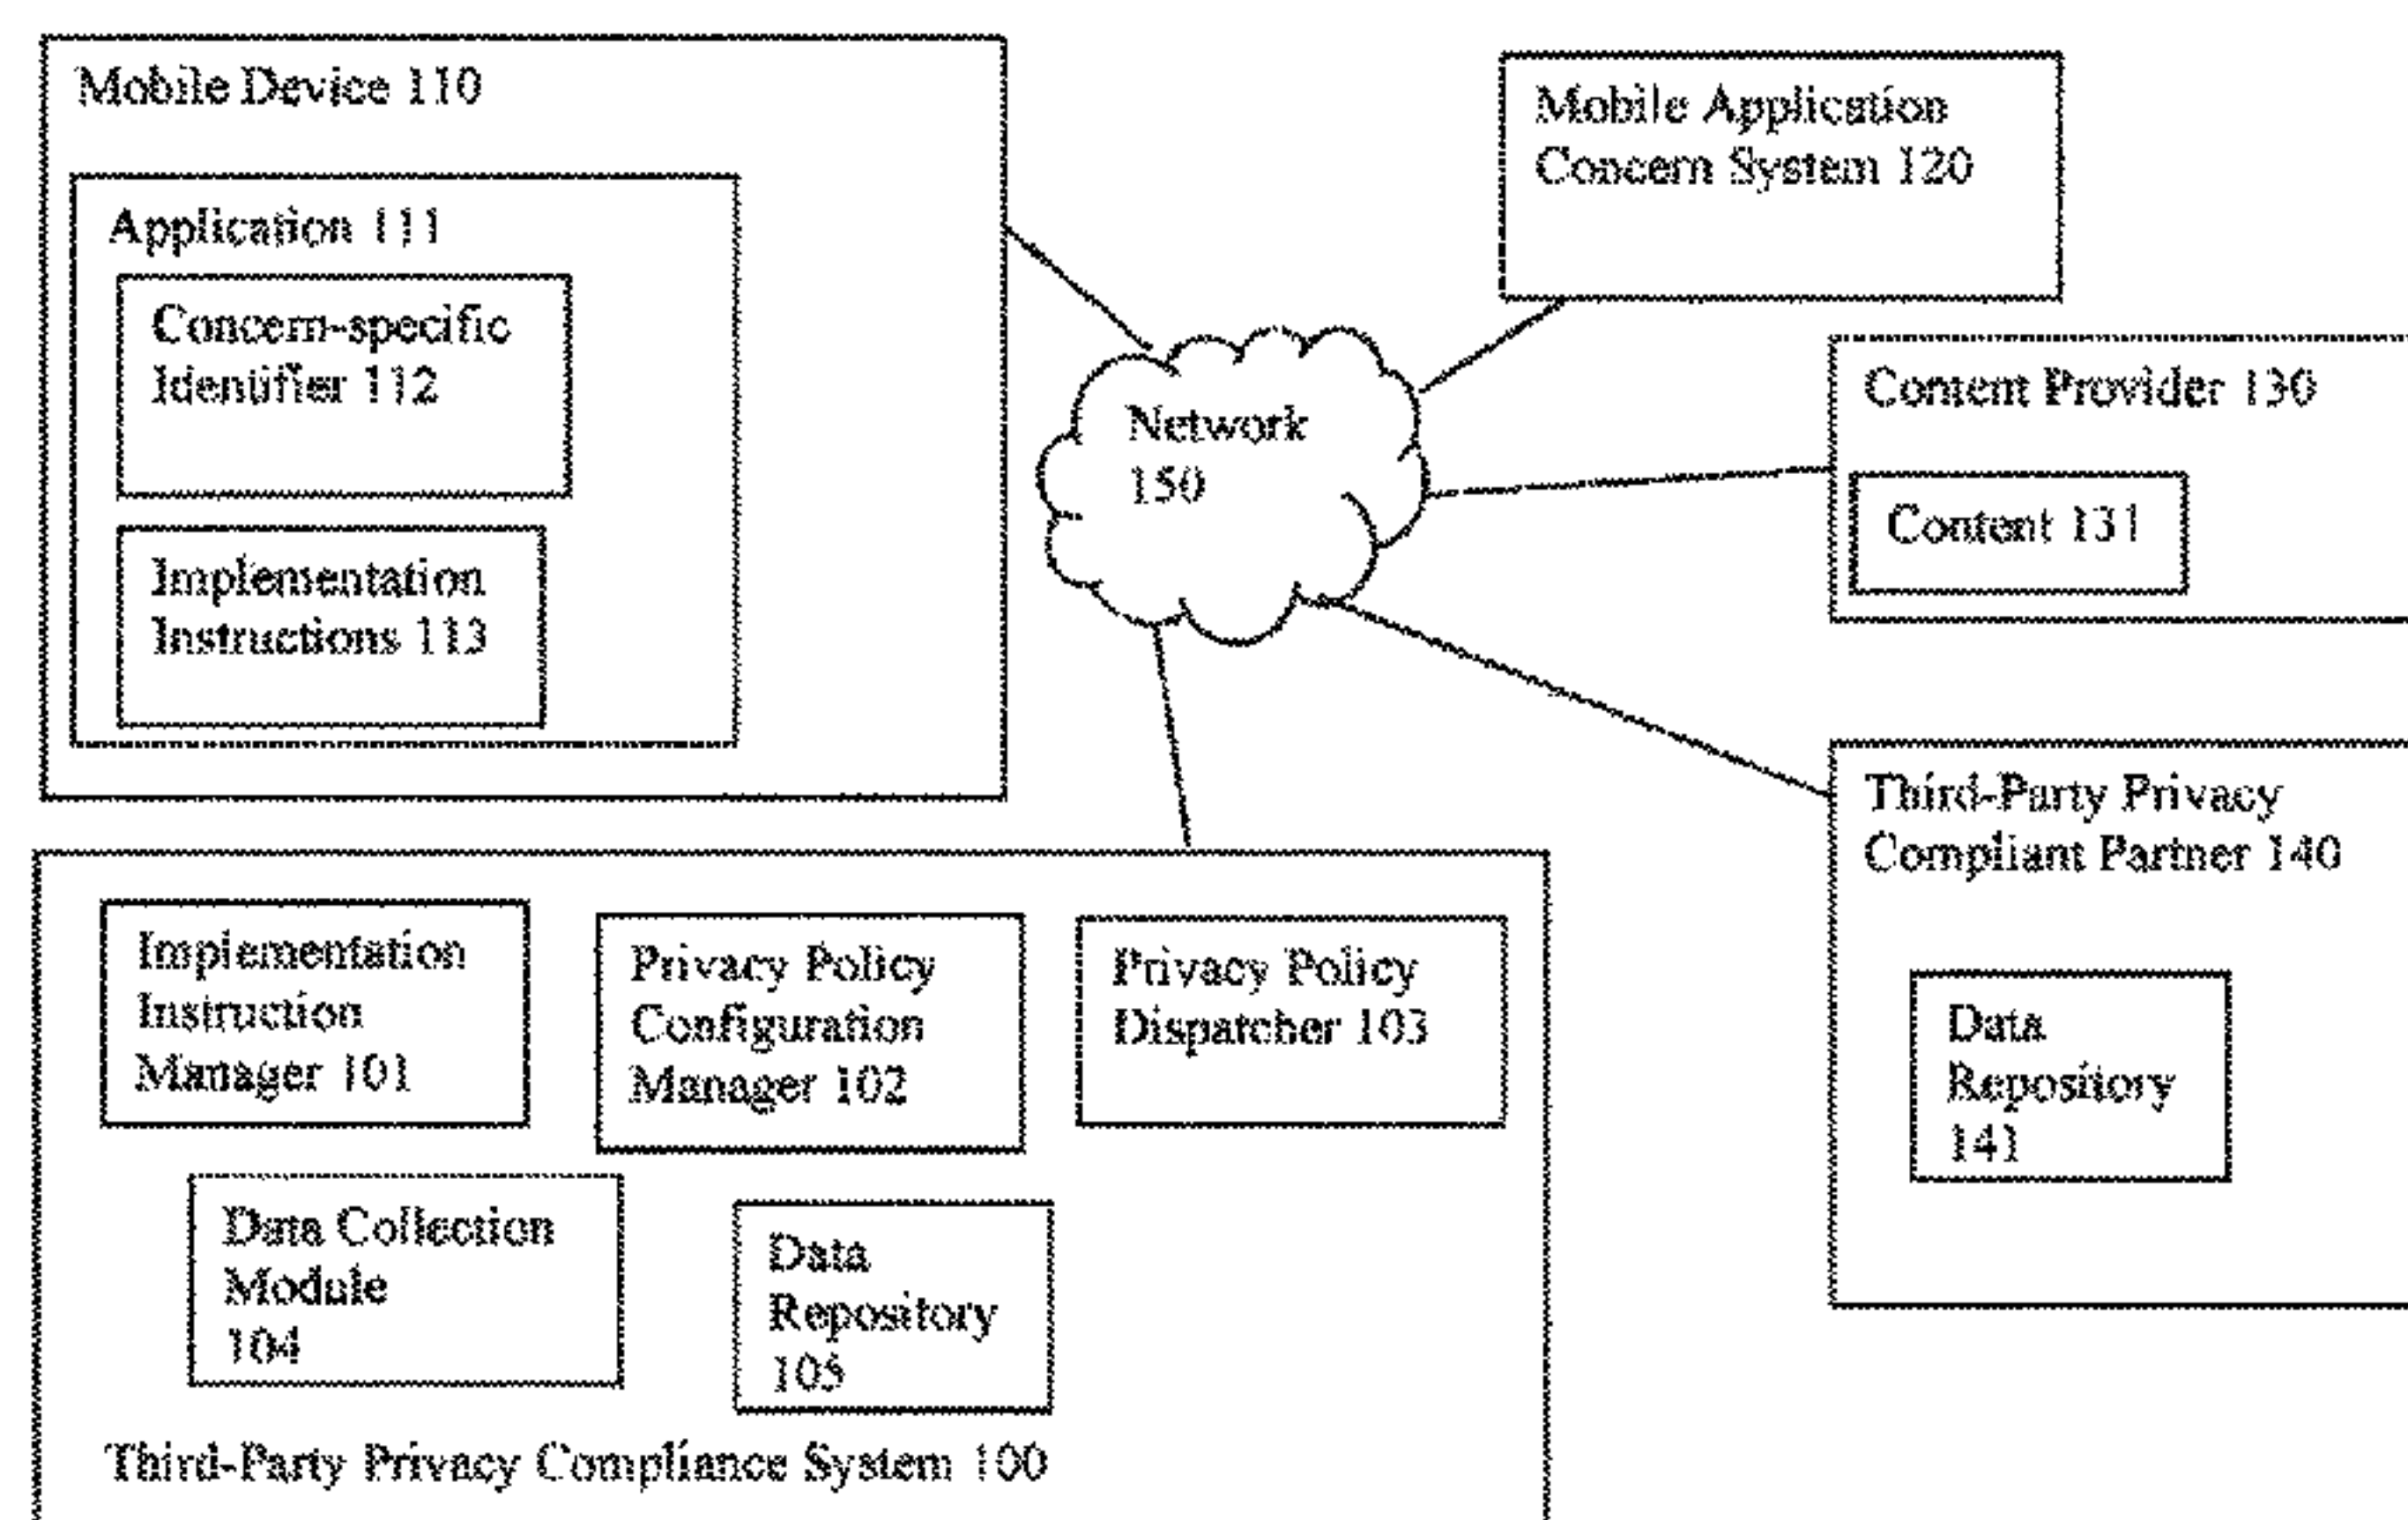 Mobile Device 110
Application 111
Concern-specific
Identifier 112
Implementation
Instructions 113
Mobile Application
Concern System 120
Network
150
Content Provider 130
Content 131
Third-Party Privacy
Compliant Partner 140
Data
Repository
141
Implementation
Instruction
Manager 101
Privacy Policy
Configuration
Manager 102
Privacy Policy
Dispatcher 103
Data Collection
Module
104
Data
Repository
105
Third-Party Privacy Compliance System 100